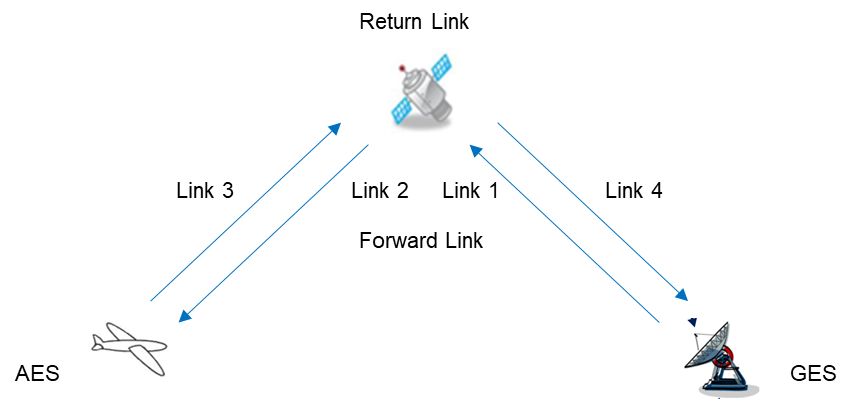 Return Link
Link 3
Link 2
Link 1
Link 4
Forward Link
AES
GES